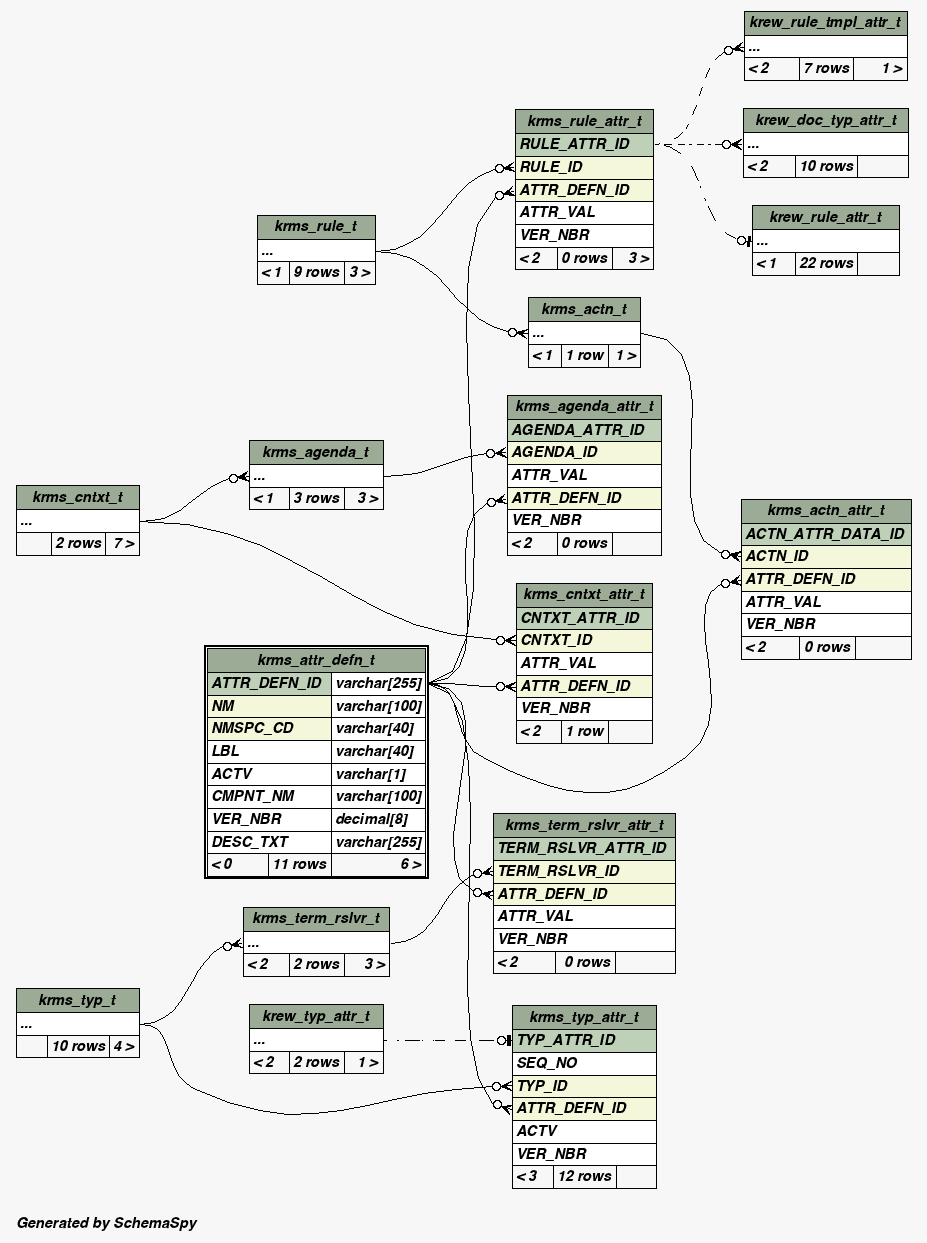 krew_rule_tmpl_attr_t
...
< 2 7 rows 1 >
krew_doc_typ_attr_t
...
< 2 10 rows
krew_rule_attr_t
...
< 1 22 rows
krms_rule_attr_t
RULE_ATTR_ID
RULE_ID
ATTR_DEFN_ID
ATTR_VAL
VER_NBR
< 2 0 rows 3 >
krms_rule_t
...
< 1 9 rows 3 >
krms_actn_t
...
< 1 1 row 1 >
krms_agenda_attr_t
AGENDA_ATTR_ID
AGENDA_ID
ATTR_VAL
ATTR_DEFN_ID
VER_NBR
< 2 0 rows
krms_agenda_t
...
< 1 3 rows 3 >
krms_cntxt_t
...
2 rows 7 >
krms_actn_attr_t
ACTN_ATTR_DATA_ID
ACTN_ID
ATTR_DEFN_ID
ATTR_VAL
VER_NBR
< 2 0 rows
krms_cntxt_attr_t
CNTXT_ATTR_ID
CNTXT_ID
ATTR_VAL
ATTR_DEFN_ID
VER_NBR
< 2 1 row
krms_attr_defn_t
ATTR_DEFN_ID varchar[255]
NM varchar[100]
NMSPC_CD varchar[40]
LBL varchar[40]
ACTV varchar[1]
CMPNT_NM varchar[100]
VER_NBR decimal[8]
DESC_TXT varchar[255]
< 0 11 rows 6 >
krms_term_rslvr_attr_t
TERM_RSLVR_ATTR_ID
TERM_RSLVR_ID
ATTR_DEFN_ID
ATTR_VAL
VER_NBR
< 2 0 rows
krms_term_rslvr_t
...
< 2 2 rows 3 >
krms_typ_t
...
10 rows 4 >
krew_typ_attr_t
...
< 2 2 rows 1 >
krms_typ_attr_t
TYP_ATTR_ID
SEQ_NO
TYP_ID
ATTR_DEFN_ID
ACTV
VER_NBR
< 3 12 rows
Generated by SchemaSpy